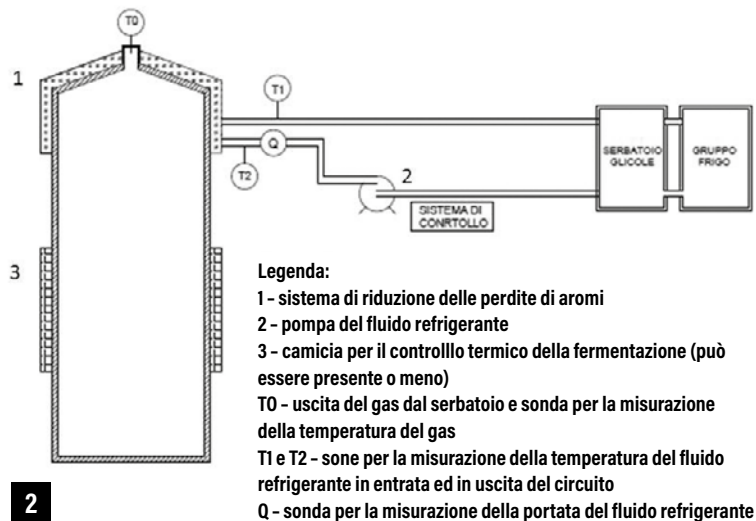 T0
1
T1
Q
T2
2
SERBATOIO
GLICOLE
GRUPPO
FRIGO
SISTEMA DI
CONRTOLLO
3
Legenda:
1 – sistema di riduzione delle perdite di aromi
2 – pompa del fluido refrigerante
3 – camicia per il controlllo termico della fermentazione (può
essere presente o meno)
T0 – uscita del gas dal serbatoio e sonda per la misurazione
della temperatura del gas
T1 e T2 – sone per la misurazione della temperatura del fluido
refrigerante in entrata ed in uscita del circuito
Q – sonda per la misurazione della portata del fluido refrigerante
2